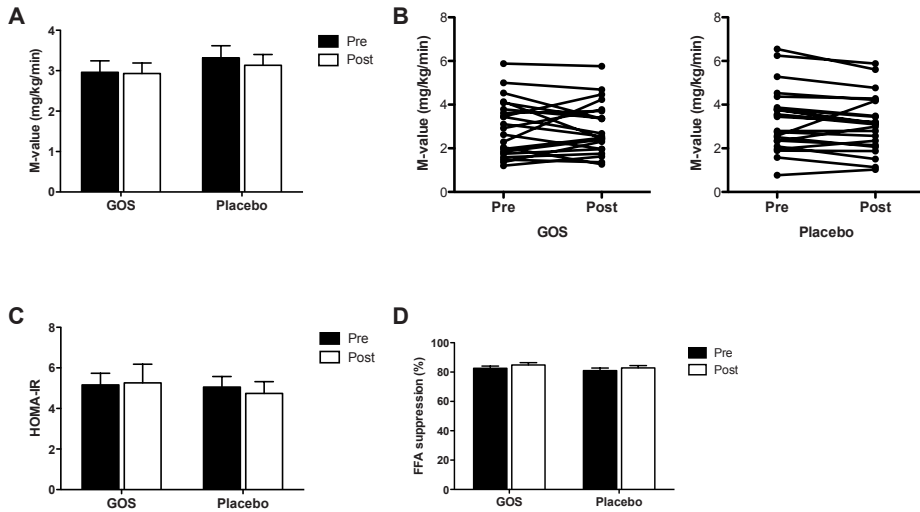 A
M-value (mg/kg/min)
4
3
2
1
0
GOS
Placebo
Pre
Post
B
M-value (mg/kg/min)
8
6
4
2
0
Pre
Post
GOS
M-value (mg/kg/min)
8
6
4
2
0
Pre
Post
Placebo
C
HOMA-IR
8
6
4
2
0
GOS
Placebo
Pre
Post
D
FFA suppression (%)
100
80
60
40
20
0
GOS
Placebo
Pre
Post